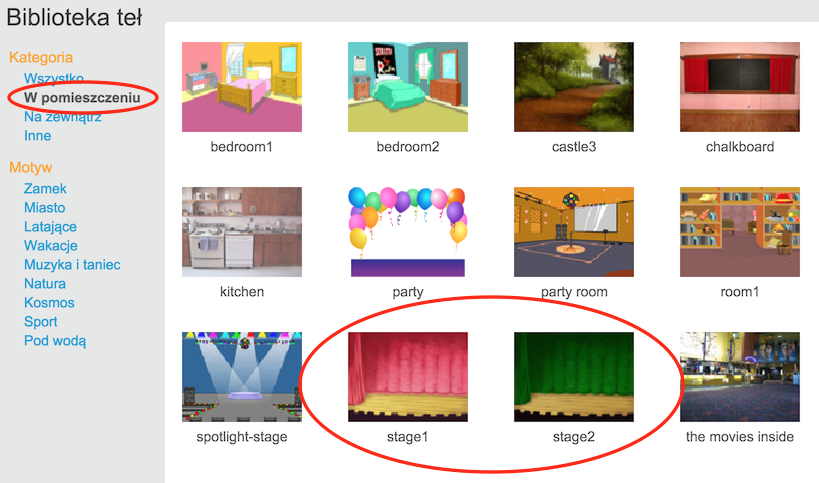 Biblioteka teł
Kategoria
Wszystko
W pomieszczeniu
Na zewnątrz
Inne
Motyw
Zamek
Miasto
Latające
Wakacje
Muzyka i taniec
Natura
Kosmos
Sport
Pod wodą
bedroom1
bedroom2
castle3
chalkboard
kitchen
party
party room
room1
spotlight-stage
stage1
stage2
the movies inside